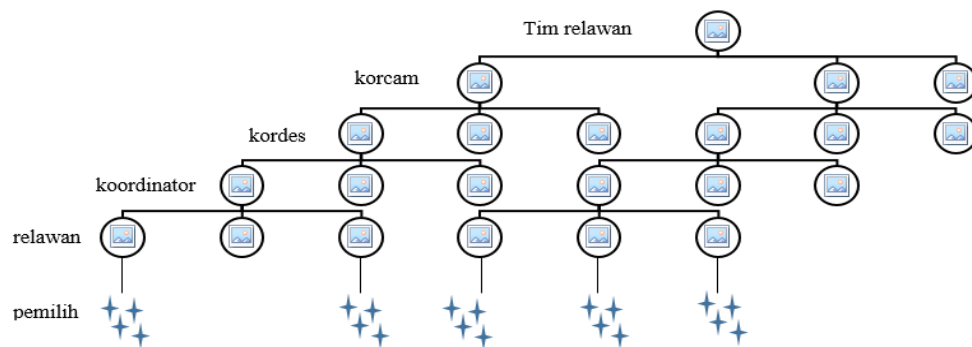 Tim relawan
korcam
kordes
koordinator
relawan
pemilih